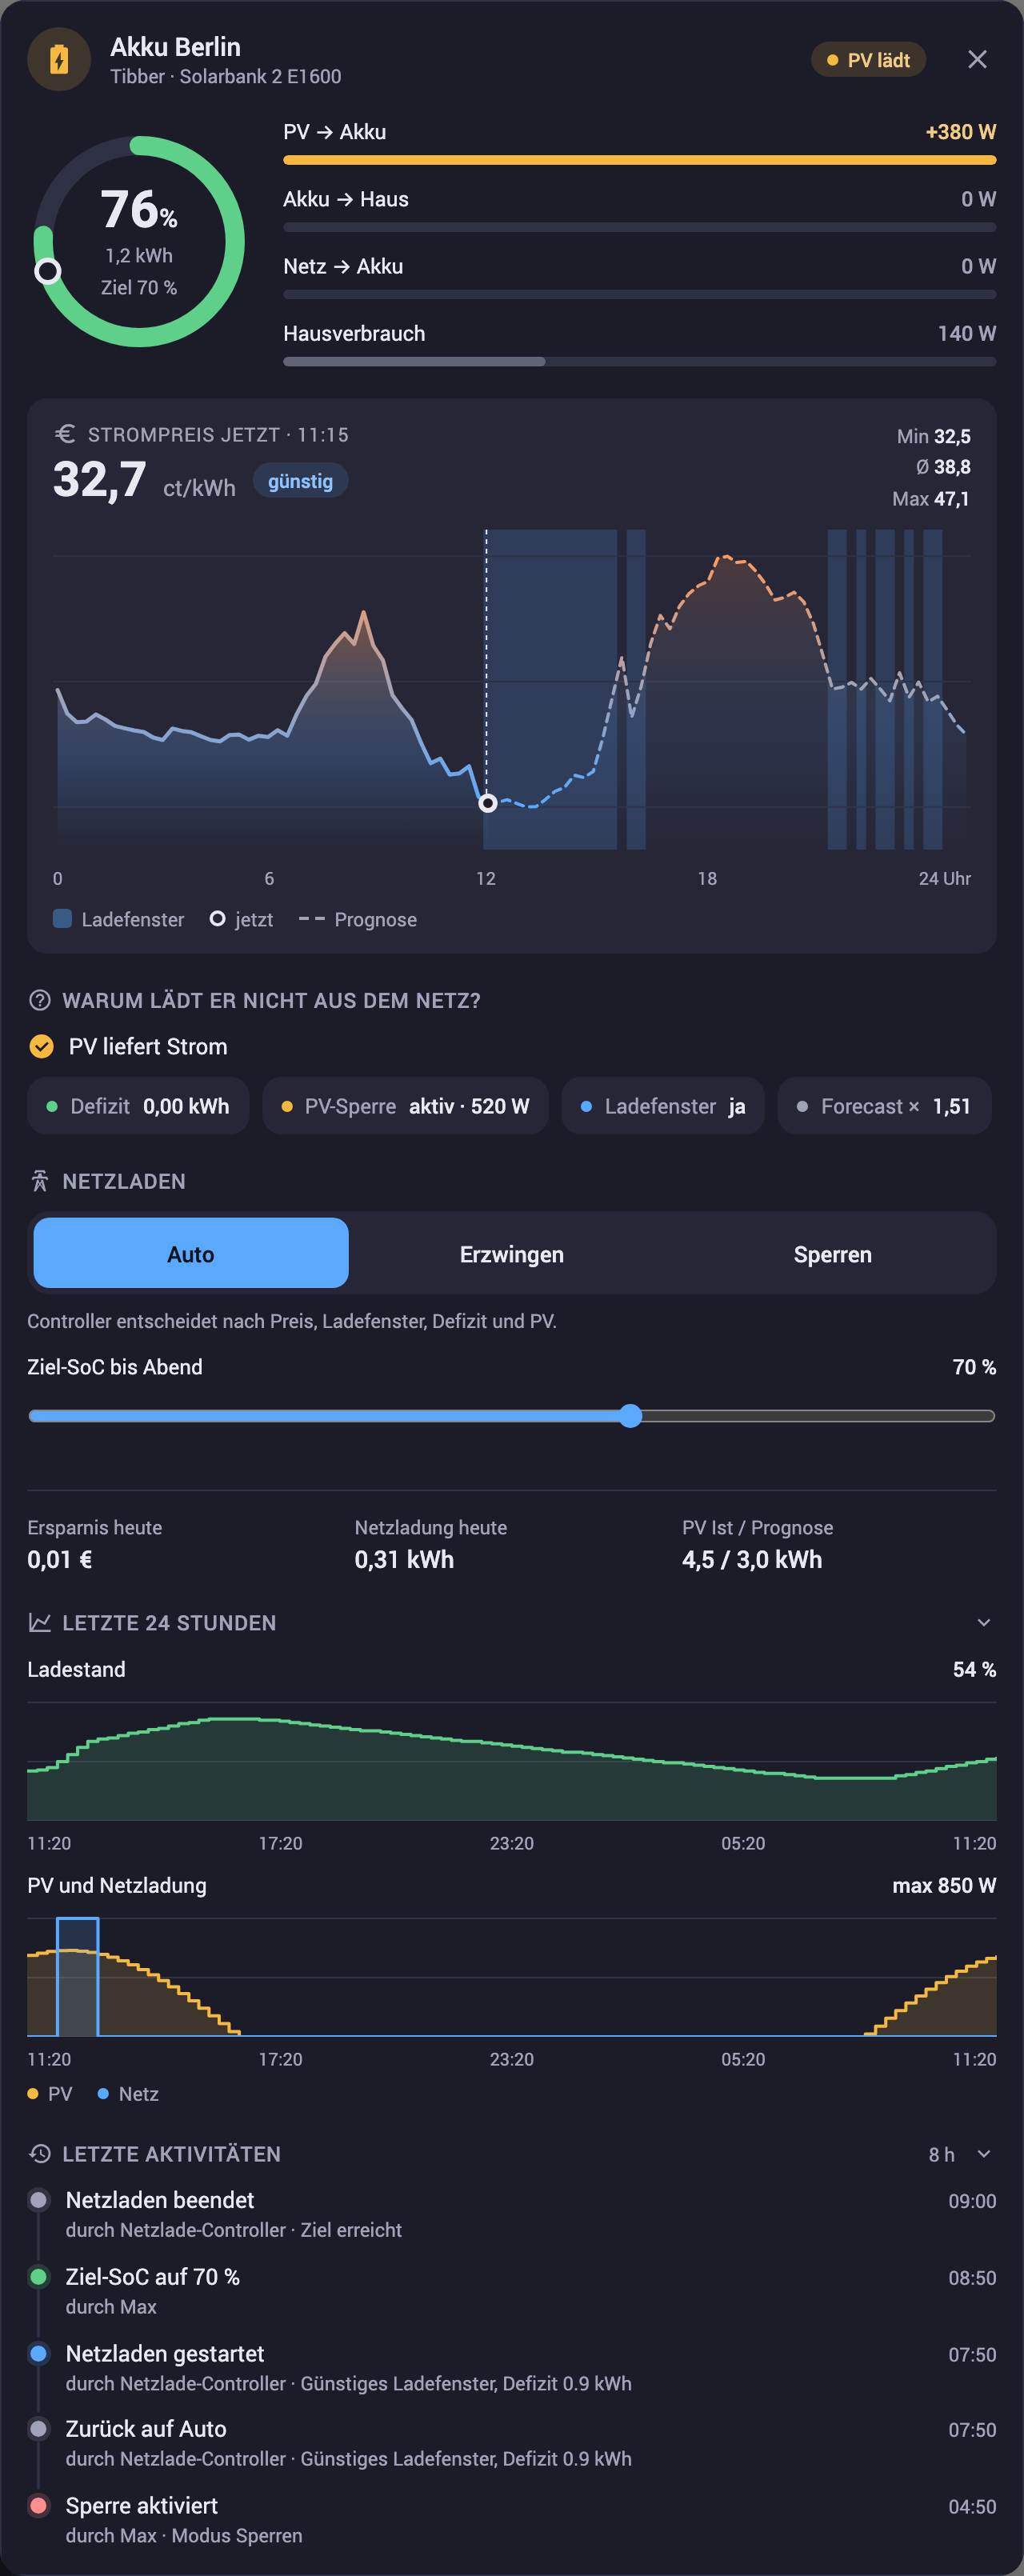 Akku Berlin
Tibber · Solarbank 2 E1600
PV lädt
76%
1,2 kWh
Ziel 70 %
PV → Akku +380 W
Akku → Haus 0 W
Netz → Akku 0 W
Hausverbrauch 140 W
STROMPREIS JETZT · 11:15
32,7 ct/kWh günstig
Min 32,5
Ø 38,8
Max 47,1
0 6 12 18 24 Uhr
Ladefenster jetzt Prognose
WARUM LÄDT ER NICHT AUS DEM NETZ?
PV liefert Strom
Defizit 0,00 kWh PV-Sperre aktiv · 520 W Ladefenster ja Forecast × 1,51
NETZLADEN
Auto Erzwingen Sperren
Controller entscheidet nach Preis, Ladefenster, Defizit und PV.
Ziel-SoC bis Abend 70 %
Ersparnis heute Netzladung heute PV Ist / Prognose
0,01 € 0,31 kWh 4,5 / 3,0 kWh
LETZTE 24 STUNDEN
Ladestand 54 %
11:20 17:20 23:20 05:20 11:20
PV und Netzladung max 850 W
11:20 17:20 23:20 05:20 11:20
PV Netz
LETZTE AKTIVITÄTEN 8 h
Netzladen beendet 09:00
durch Netzlade-Controller · Ziel erreicht
Ziel-SoC auf 70 % 08:50
durch Max
Netzladen gestartet 07:50
durch Netzlade-Controller · Günstiges Ladefenster, Defizit 0.9 kWh
Zurück auf Auto 07:50
durch Netzlade-Controller · Günstiges Ladefenster, Defizit 0.9 kWh
Sperre aktiviert 04:50
durch Max · Modus Sperren